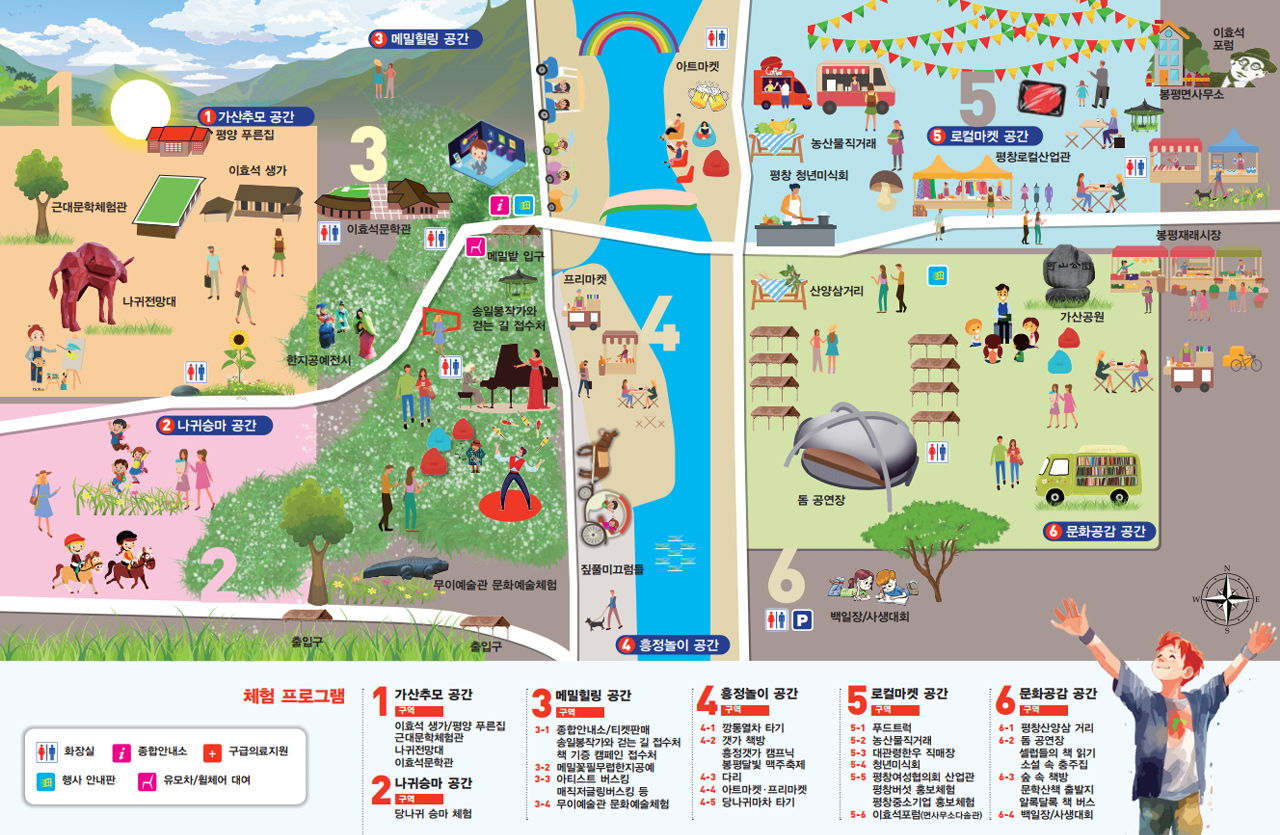 3 메밀힐링 공간
1
1 가산추모 공간
평양 푸른집
이효석 생가
근대문학체험관
나귀전망대
3
이효석문학관
메밀밭 입구
송일봉작가와
걷는 길 접수처
한지공예전시
2 나귀승마 공간
2
무이예술관 문화예술체험
출입구
출입구
아트마켓
프리마켓
4
짚풀미끄럼틀
4 흥정놀이 공간
Coffee
농산물직거래
평창 청년미식회
5
5 로컬마켓 공간
평창로컬산업관
이효석
포럼
봉평면사무소
봉평재래시장
산양삼거리
가산공원
돔 공연장
6 문화공감 공간
6
P
백일장/사생대회
N
W
E
S
체험 프로그램
화장실
종합안내소
구급의료지원
행사 안내판
유모차/휠체어 대여
1 가산추모 공간
구역
이효석 생가/평양 푸른집
근대문학체험관
나귀전망대
이효석문학관
2 나귀승마 공간
구역
당나귀 승마 체험
3 메밀힐링 공간
구역
3-1 종합안내소/티켓판매
송일봉작가와 걷는 길 접수처
책 기증 캠페인 접수처
3-2 메밀꽃필무렵한지공예
3-3 아티스트 버스킹
매직저글링버스킹 등
3-4 무이예술관 문화예술체험
4 흥정놀이 공간
구역
4-1 깡통열차 타기
4-2 갯가 책방
흥정갯가 캠프닉
봉평달빛 맥주축제
4-3 다리
4-4 아트마켓·프리마켓
4-5 당나귀마차 타기
5 로컬마켓 공간
구역
5-1 푸드트럭
5-2 농산물직거래
5-3 대관령한우 직매장
5-4 청년미식회
5-5 평창여성협의회 산업관
평창버섯 홍보체험
평창중소기업 홍보체험
5-6 이효석포럼(면사무소다송관)
6 문화공감 공간
구역
6-1 평창산양삼 거리
6-2 돔 공연장
셀럽들의 책 읽기
소설 속 충주집
6-3 숲 속 책방
문학산책 출발지
알록달록 책 버스
6-4 백일장/사생대회